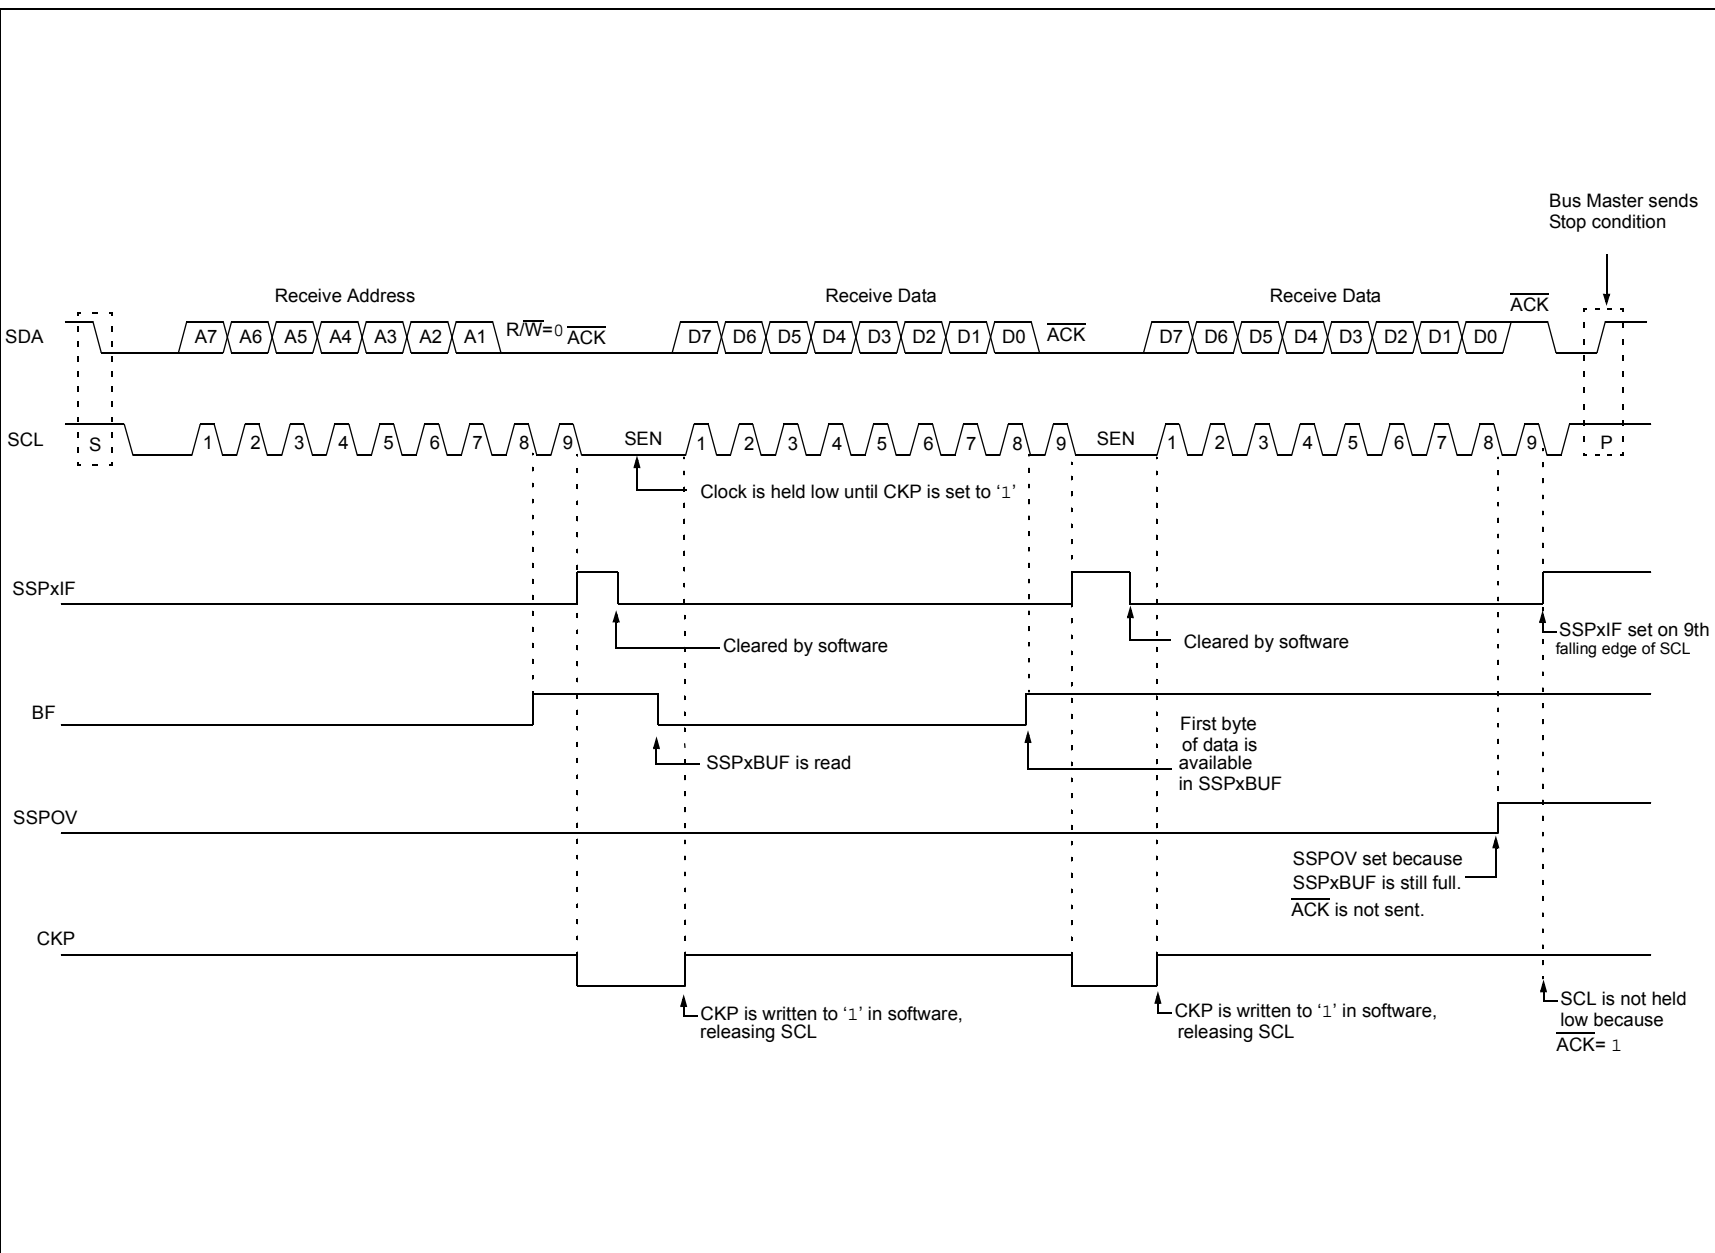 Bus Master sends
Stop condition
Receive Address
Receive Data
Receive Data
ACK
SDA
A7 A6 A5 A4 A3 A2 A1 R/W=0 ACK
D7 D6 D5 D4 D3 D2 D1 D0 ACK
D7 D6 D5 D4 D3 D2 D1 D0
SCL
S 1 2 3 4 5 6 7 8 9 SEN 1 2 3 4 5 6 7 8 9 SEN 1 2 3 4 5 6 7 8 9 P
Clock is held low until CKP is set to ‘1’
SSPxIF
Cleared by software
Cleared by software
SSPxIF set on 9th
falling edge of SCL
BF
SSPxBUF is read
First byte
of data is
available
in SSPxBUF
SSPOV
SSPOV set because
SSPxBUF is still full.
ACK is not sent.
CKP
CKP is written to ‘1’ in software,
releasing SCL
CKP is written to ‘1’ in software,
releasing SCL
SCL is not held
low because
ACK= 1